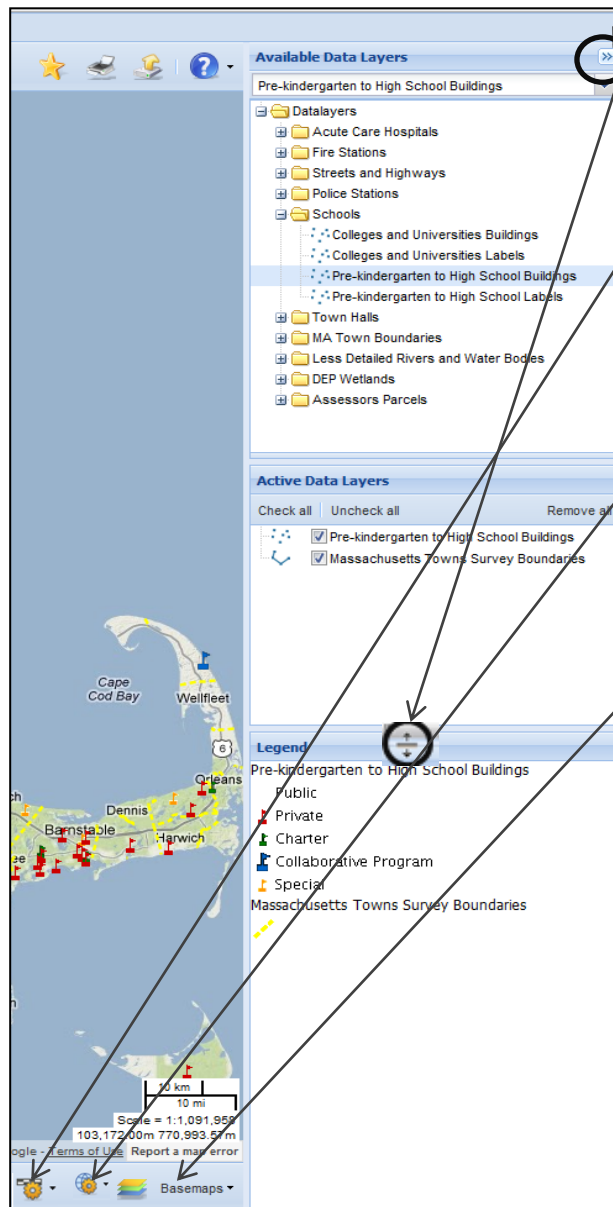 Available Data Layers
Pre-kindergarten to High School Buildings
Datalayers
Acute Care Hospitals
Fire Stations
Streets and Highways
Police Stations
Schools
Colleges and Universities Buildings
Colleges and Universities Labels
Pre-kindergarten to High School Buildings
Pre-kindergarten to High School Labels
Town Halls
MA Town Boundaries
Less Detailed Rivers and Water Bodies
DEP Wetlands
Assessors Parcels
Active Data Layers
Check all Uncheck all Remove all
Pre-kindergarten to High School Buildings
Massachusetts Towns Survey Boundaries
Legend
Pre-kindergarten to High School Buildings
Public
Private
Charter
Collaborative Program
Special
Massachusetts Towns Survey Boundaries
Cape
Cod Bay
Wellfleet
6
Orleans
Dennis
Barnstable
Harwich
10 km
10 mi
Scale = 1:1,091,958
103,172.00m 770,993.57m
ogle - Terms of Use Report a map error
Basemaps